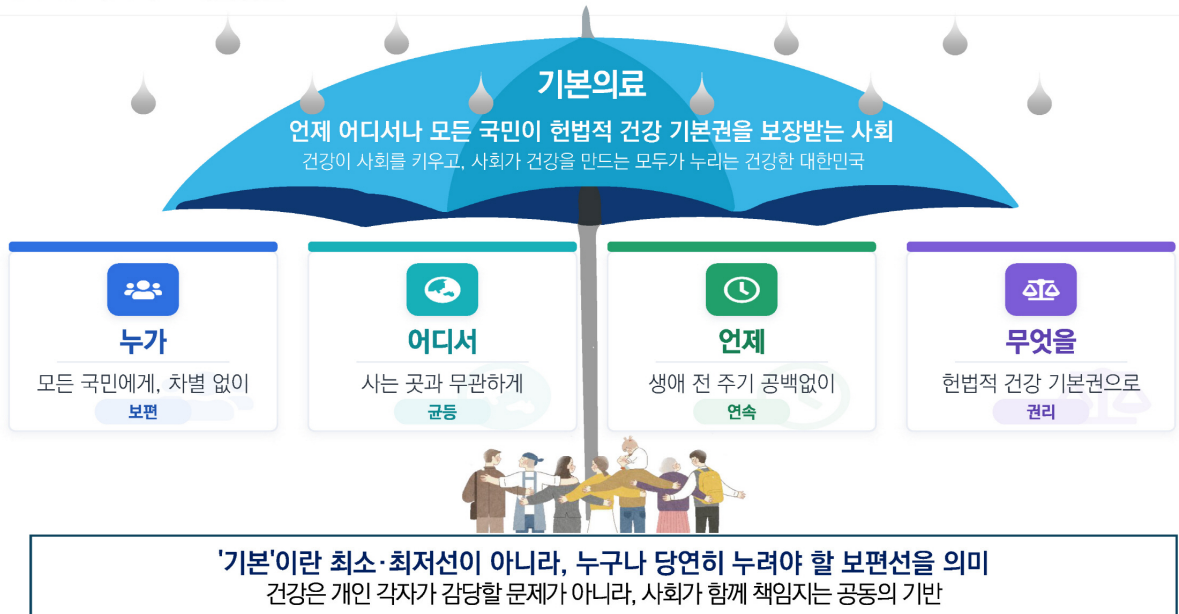 기본의료
언제 어디서나 모든 국민이 헌법적 건강 기본권을 보장받는 사회
건강이 사회를 키우고, 사회가 건강을 만드는 모두가 누리는 건강한 대한민국
누가
모든 국민에게, 차별 없이
보편
어디서
사는 곳과 무관하게
균등
언제
생애 전 주기 공백없이
연속
무엇을
헌법적 건강 기본권으로
권리
'기본'이란 최소·최저선이 아니라, 누구나 당연히 누려야 할 보편선을 의미
건강은 개인 각자가 감당할 문제가 아니라, 사회가 함께 책임지는 공동의 기반